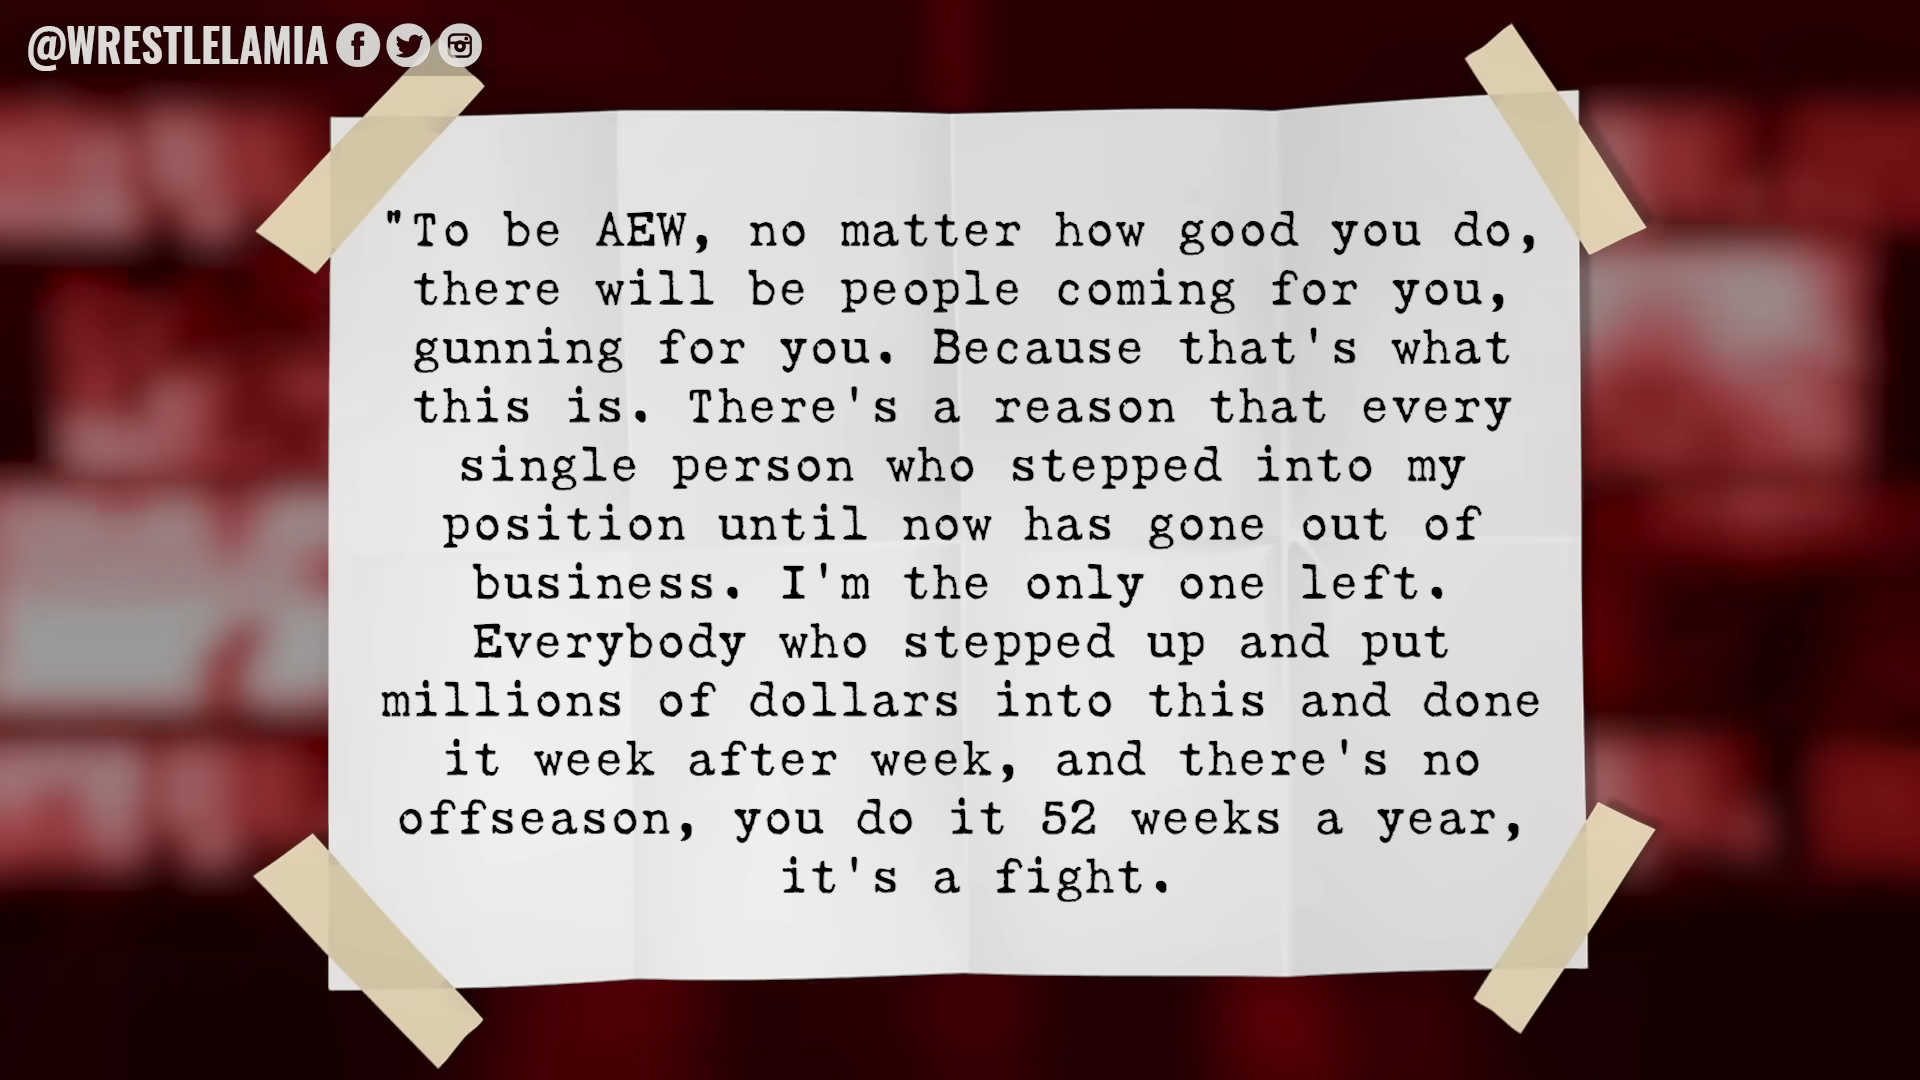 @WRESTLELAMIA
"To be AEW, no matter how good you do,
there will be people coming for you,
gunning for you. Because that's what
this is. There's a reason that every
single person who stepped into my
position until now has gone out of
business. I'm the only one left.
Everybody who stepped up and put
millions of dollars into this and done
it week after week, and there's no
offseason, you do it 52 weeks a year,
it's a fight.